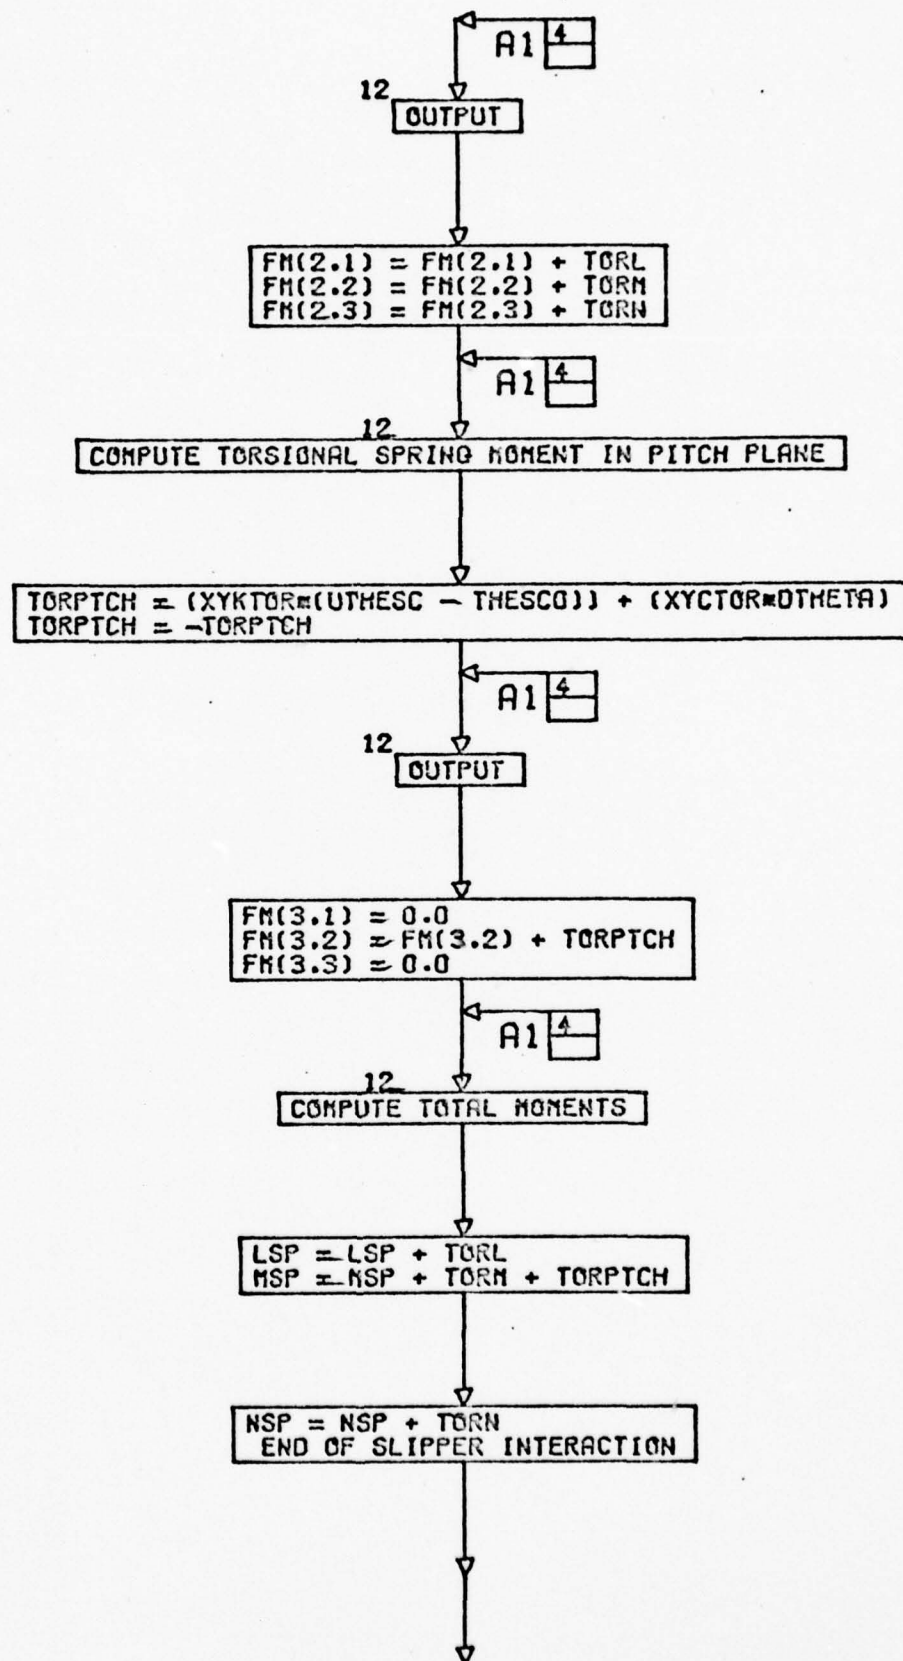 A1 4
12
OUTPUT
FM(2.1) = FM(2.1) + TORL
FM(2.2) = FM(2.2) + TORM
FM(2.3) = FM(2.3) + TORN
A1 4
12
COMPUTE TORSIONAL SPRING MOMENT IN PITCH PLANE
TORPTCH = (XYKTOR*(UTHESC - THESCO)) + (XYCTOR*DTHETA)
TORPTCH = -TORPTCH
A1 4
12
OUTPUT
FM(3.1) = 0.0
FM(3.2) = FM(3.2) + TORPTCH
FM(3.3) = 0.0
A1 4
12
COMPUTE TOTAL MOMENTS
LSP = LSP + TORL
MSP = MSP + TORM + TORPTCH
NSP = NSP + TORN
END OF SLIPPER INTERACTION